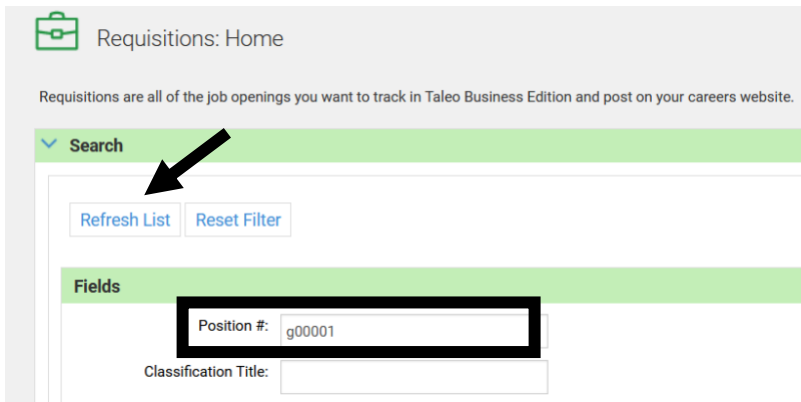 Requisitions: Home
Requisitions are all of the job openings you want to track in Taleo Business Edition and post on your careers website.
Search
Refresh List Reset Filter
Fields
Position #: g00001
Classification Title: